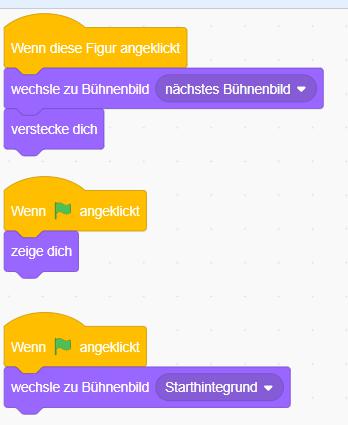 Wenn diese Figur angeklickt
wechsle zu Bühnenbild nächstes Bühnenbild
verstecke dich
Wenn angeklickt
zeige dich
Wenn angeklickt
wechsle zu Bühnenbild Starthintegrund